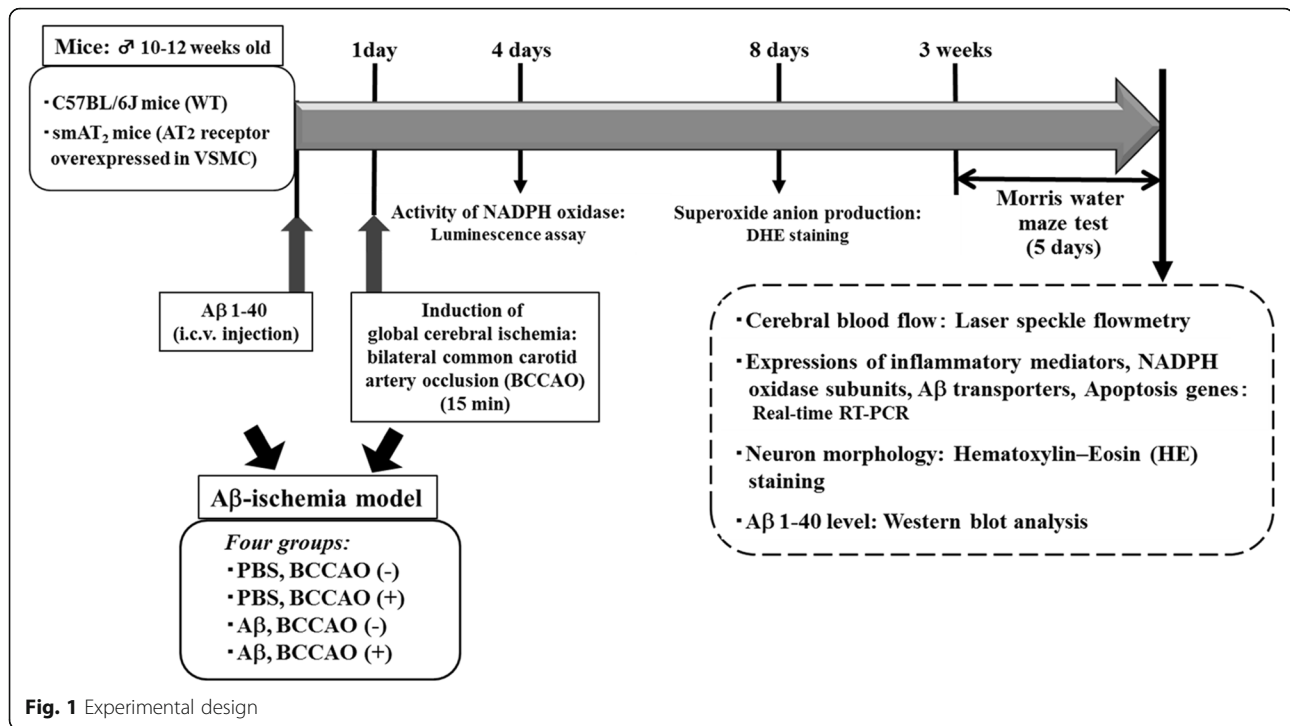 Mice: ♂ 10-12 weeks old
・C57BL/6J mice (WT)
・smAT₂ mice (AT2 receptor
overexpressed in VSMC)
1day
4 days
8 days
3 weeks
Activity of NADPH oxidase:
Luminescence assay
Superoxide anion production:
DHE staining
Morris water
maze test
(5 days)
Aβ 1-40
(i.c.v. injection)
Induction of
global cerebral ischemia:
bilateral common carotid
artery occlusion (BCCAO)
(15 min)
Aβ-ischemia model
Four groups:
・PBS, BCCAO (-)
・PBS, BCCAO (+)
・Aβ, BCCAO (-)
・Aβ, BCCAO (+)
・Cerebral blood flow: Laser speckle flowmetry
・Expressions of inflammatory mediators, NADPH
oxidase subunits, Aβ transporters, Apoptosis genes:
Real-time RT-PCR
・Neuron morphology: Hematoxylin–Eosin (HE)
staining
・Aβ 1-40 level: Western blot analysis
Fig. 1 Experimental design